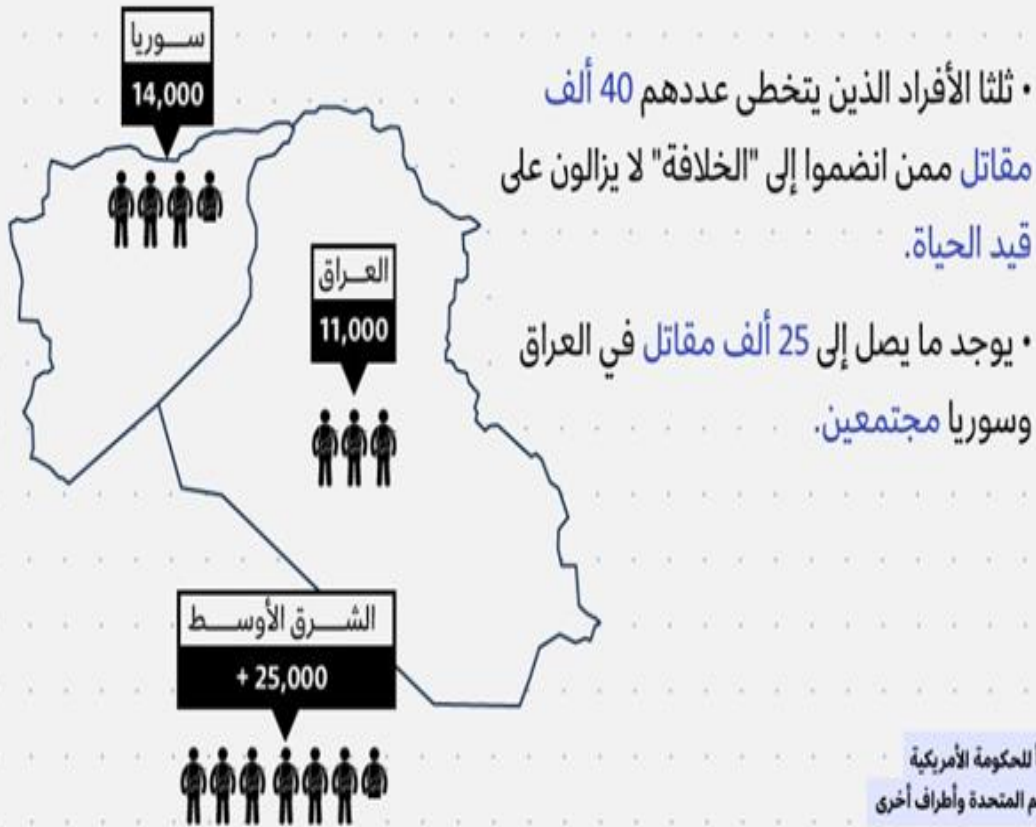 سوريا
14,000
• ثلثا الأفراد الذين يتخطى عددهم 40 ألف
مقاتل ممن انضموا إلى "الخلافة" لا يزالون على
قيد الحياة.
العراق
11,000
• يوجد ما يصل إلى 25 ألف مقاتل في العراق
وسوريا مجتمعين.
الشرق الأوسط
+ 25,000
للحكومة الأمريكية
المتحدة وأطراف أخرى